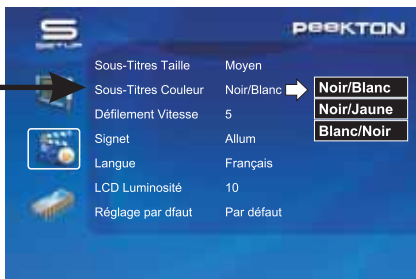 S
SETUP
PEEKTON
Sous-Titres Taille Moyen
Sous-Titres Couleur Noir/Blanc
Noir/Blanc
Noir/Jaune
Blanc/Noir
Défilement Vitesse 5
Signet Allum
Langue Français
LCD Luminosité 10
Réglage par dfaut Par défaut